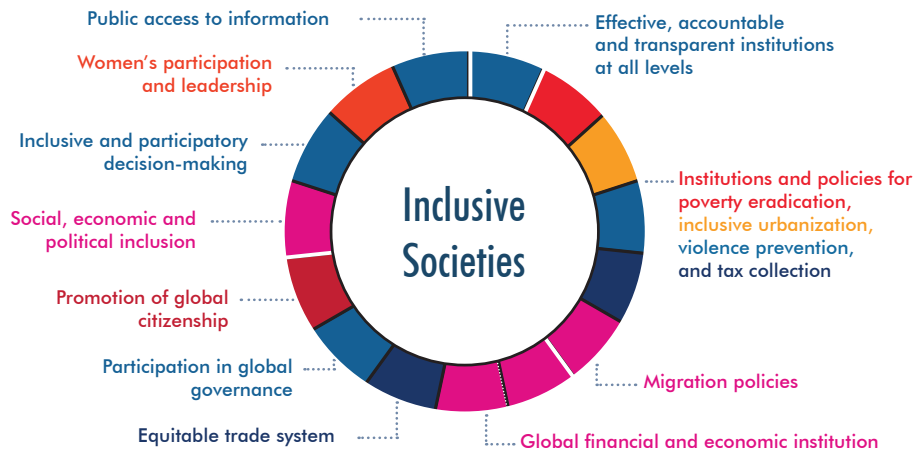 Public access to information
Effective, accountable
and transparent institutions
at all levels
Women's participation
and leadership
Inclusive and participatory
decision-making
Social, economic and
political inclusion
Promotion of global
citizenship
Participation in global
governance
Equitable trade system
Inclusive
Societies
Institutions and policies for
poverty eradication,
inclusive urbanization,
violence prevention,
and tax collection
Migration policies
Global financial and economic institution